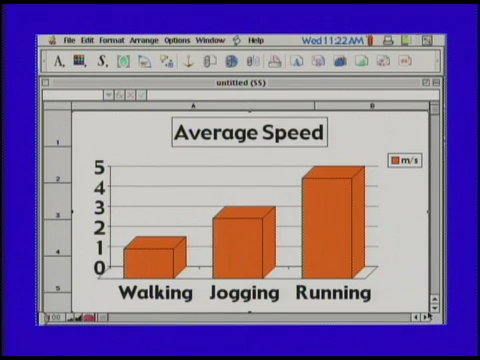 File Edit Format Arrange Options Window Help Wed 11:22 AM
untitled (SS)
A B
1
2
3
4
5
Average Speed
m/s
5
4
3
2
1
0
Walking Jogging Running
100